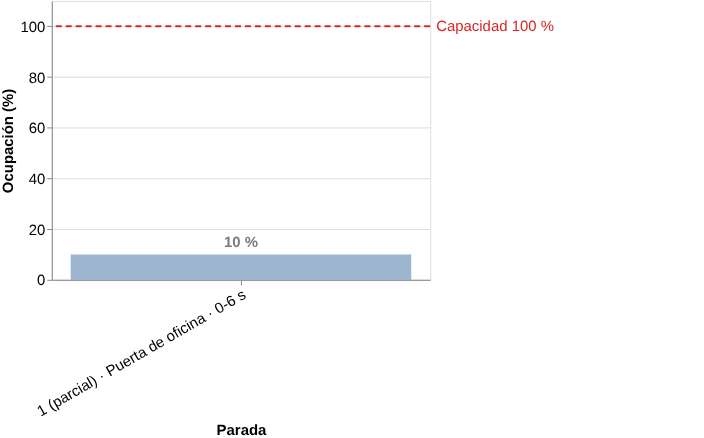 Capacidad 100 %
Ocupación (%)
100
80
60
40
20
0
10 %
1 (parcial) · Puerta de oficina · 0-6 s
Parada